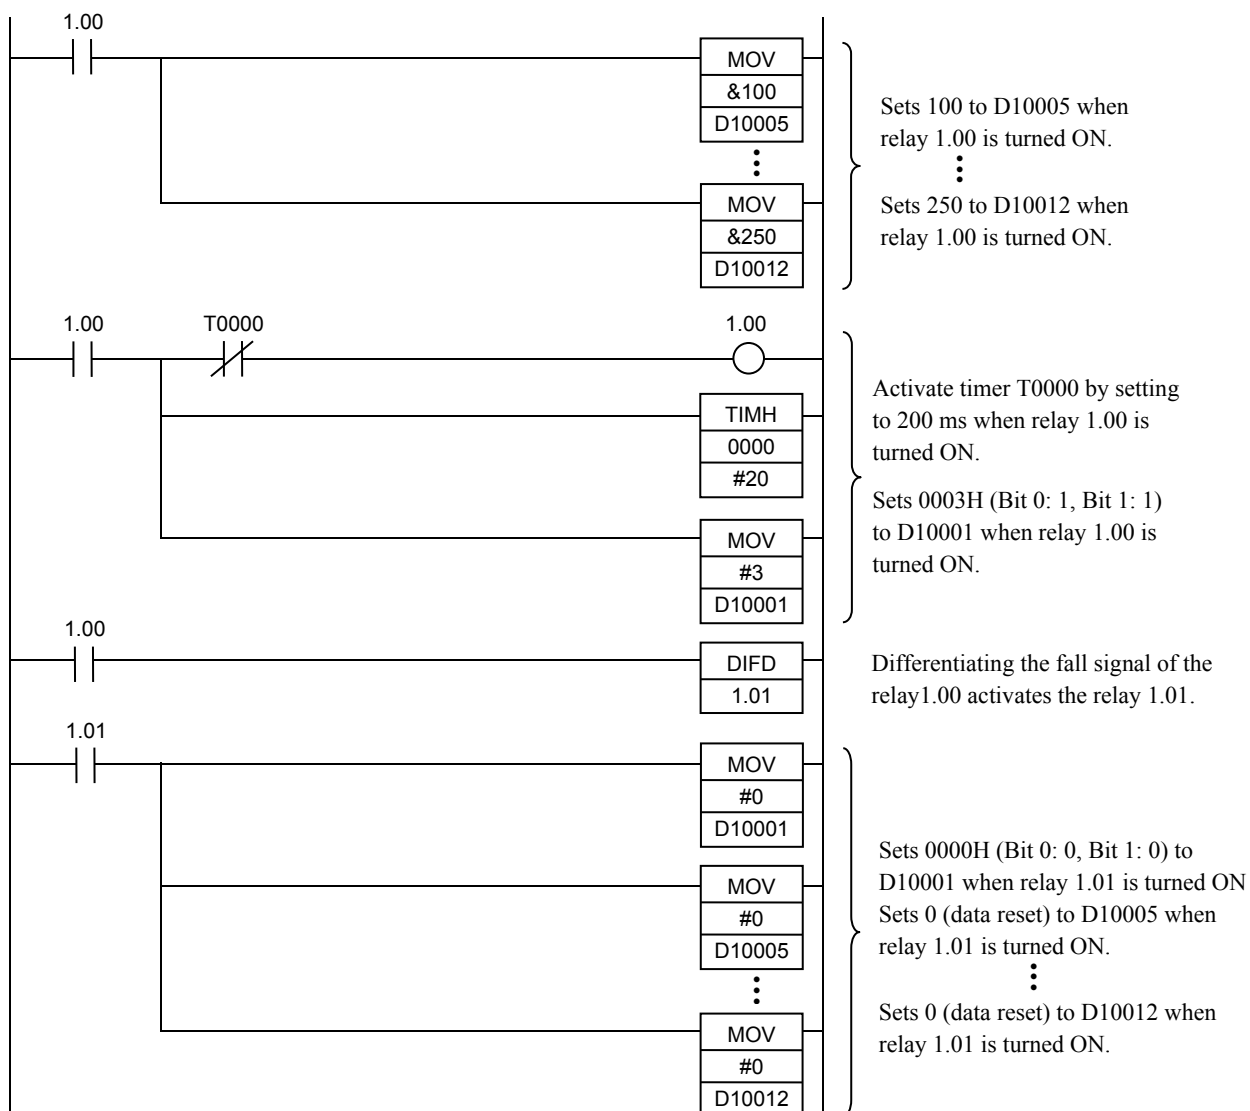 1.00
MOV
&100
D10005
Sets 100 to D10005 when
relay 1.00 is turned ON.
MOV
&250
D10012
Sets 250 to D10012 when
relay 1.00 is turned ON.
1.00
T0000
1.00
TIMH
0000
#20
Activate timer T0000 by setting
to 200 ms when relay 1.00 is
turned ON.
MOV
#3
D10001
Sets 0003H (Bit 0: 1, Bit 1: 1)
to D10001 when relay 1.00 is
turned ON.
1.00
DIFD
1.01
Differentiating the fall signal of the
relay1.00 activates the relay 1.01.
1.01
MOV
#0
D10001
MOV
#0
D10005
MOV
#0
D10012
Sets 0000H (Bit 0: 0, Bit 1: 0) to
D10001 when relay 1.01 is turned ON
Sets 0 (data reset) to D10005 when
relay 1.01 is turned ON.
Sets 0 (data reset) to D10012 when
relay 1.01 is turned ON.